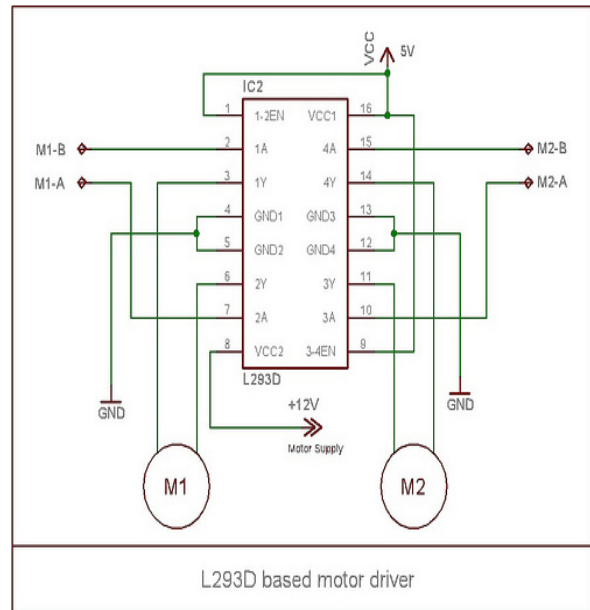 VCC
5V
IC2
1 1-2EN VCC1 16
M1-B 2 1A 4A 15 M2-B
M1-A 3 1Y 4Y 14 M2-A
4 GND1 GND3 13
5 GND2 GND4 12
6 2Y 3Y 11
7 2A 3A 10
8 VCC2 3-4EN 9
L293D
GND
+12V
GND
Motor Supply
M1
M2
L293D based motor driver